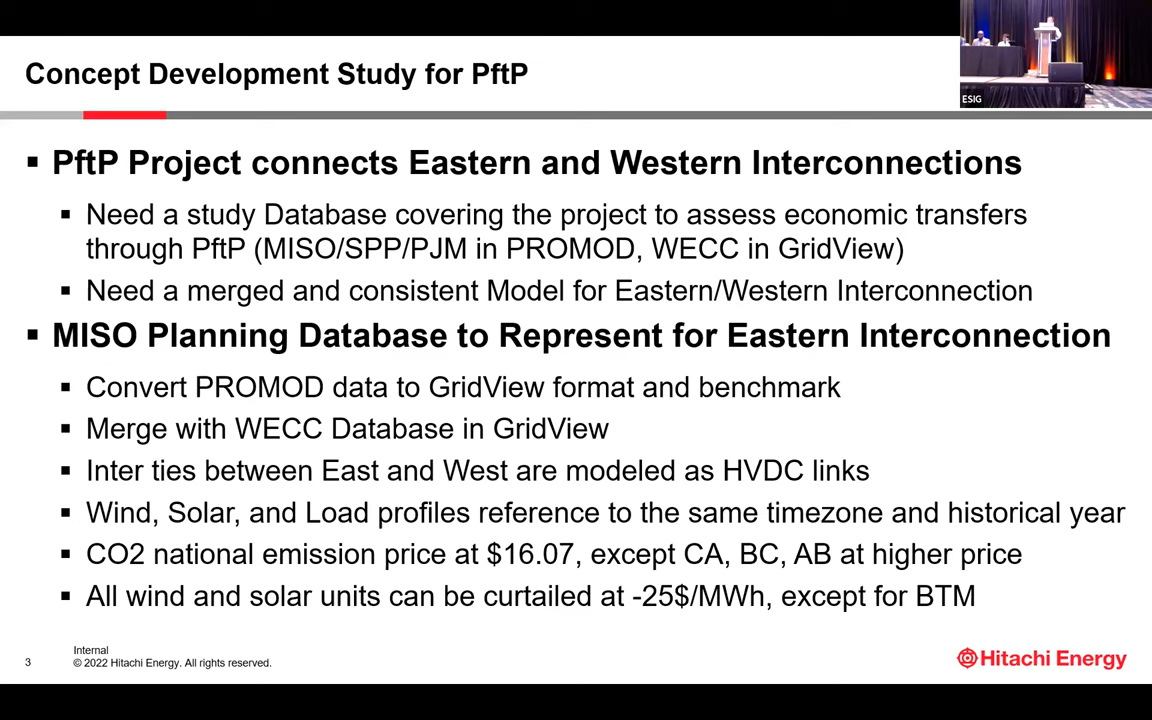 Concept Development Study for PftP
ESIG
▪ PftP Project connects Eastern and Western Interconnections
▪ Need a study Database covering the project to assess economic transfers
through PftP (MISO/SPP/PJM in PROMOD, WECC in GridView)
▪ Need a merged and consistent Model for Eastern/Western Interconnection
▪ MISO Planning Database to Represent for Eastern Interconnection
▪ Convert PROMOD data to GridView format and benchmark
▪ Merge with WECC Database in GridView
▪ Inter ties between East and West are modeled as HVDC links
▪ Wind, Solar, and Load profiles reference to the same timezone and historical year
▪ CO2 national emission price at $16.07, except CA, BC, AB at higher price
▪ All wind and solar units can be curtailed at -25$/MWh, except for BTM
3
Internal
© 2022 Hitachi Energy. All rights reserved.
Hitachi Energy